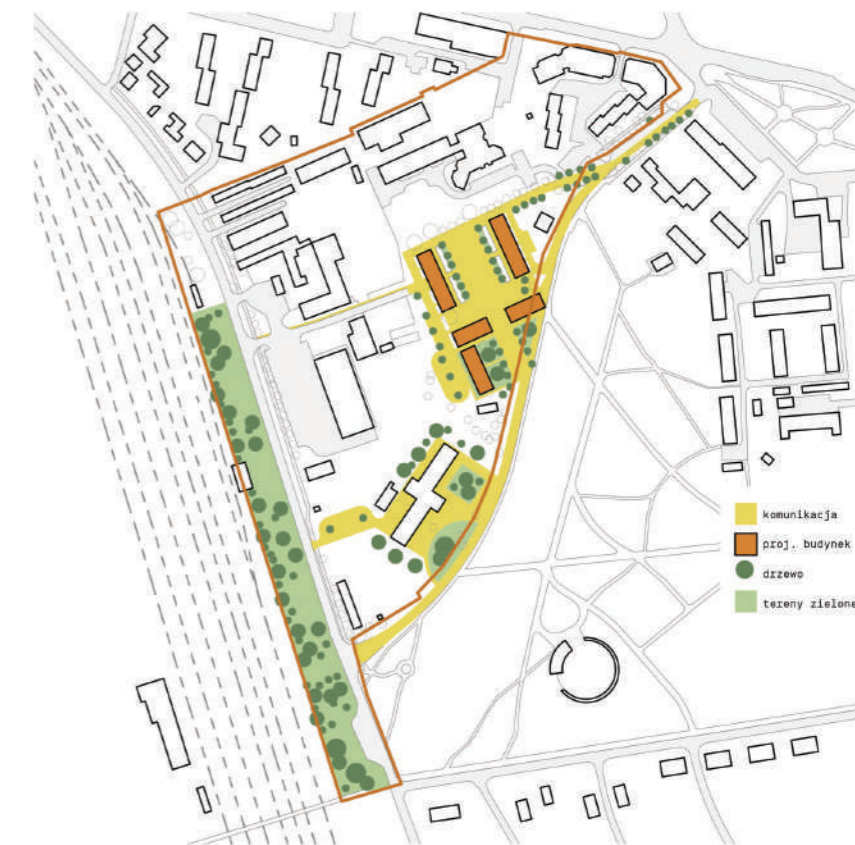 komunikacja
proj. budynek
drzewo
tereny zielone